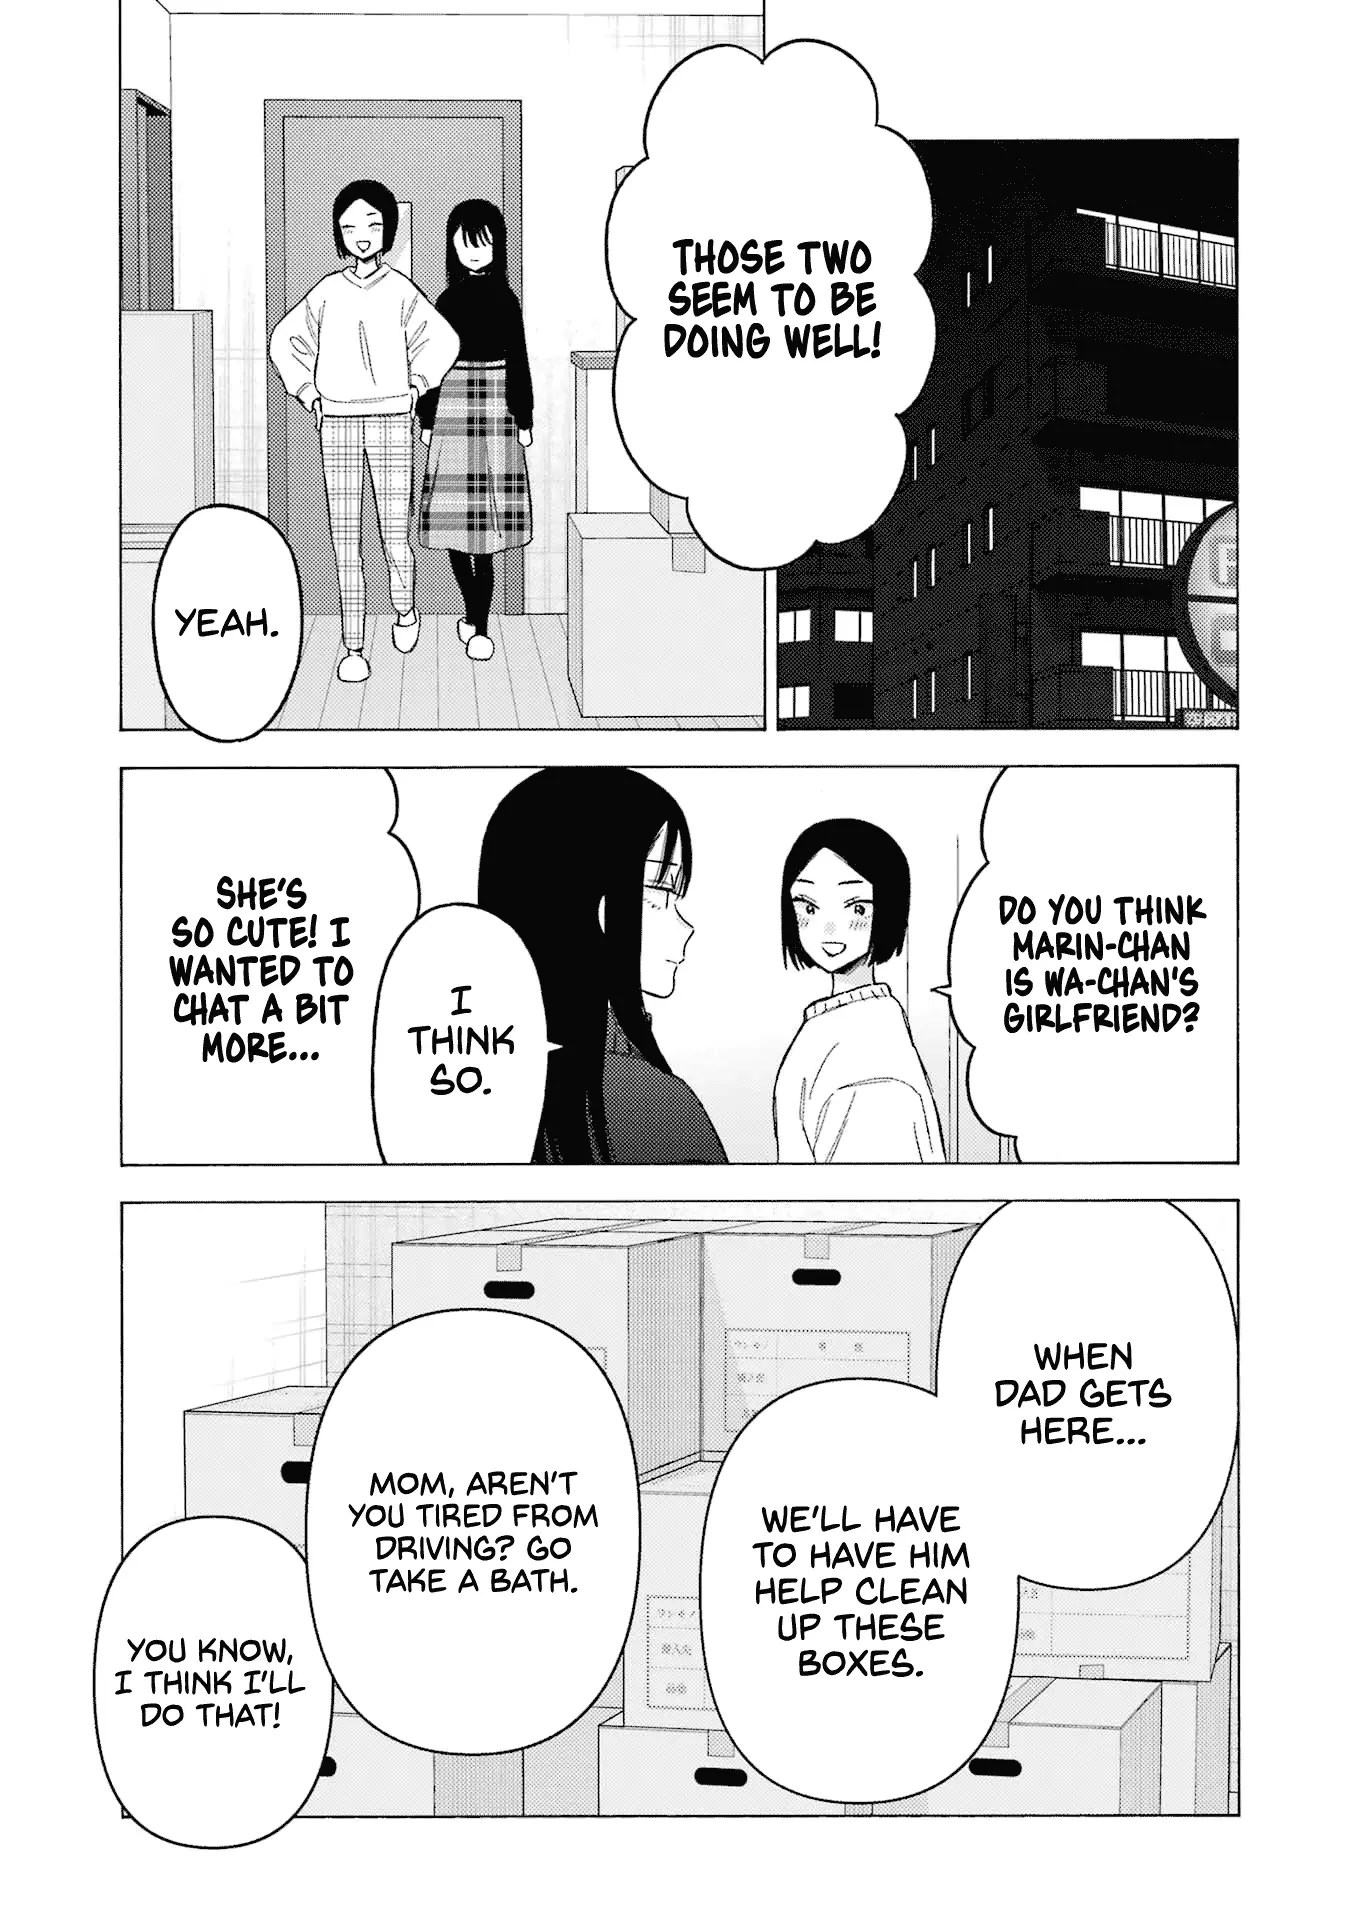 THOSE TWO
SEEM TO BE
DOING WELL!
YEAH.
DO YOU THINK
MARIN-CHAN
IS WA-CHAN'S
GIRLFRIEND?
I
THINK
SO.
SHE'S
SO CUTE! I
WANTED TO
CHAT A BIT
MORE...
WHEN
DAD GETS
HERE...
WE'LL HAVE
TO HAVE HIM
HELP CLEAN
UP THESE
BOXES.
MOM, AREN'T
YOU TIRED FROM
DRIVING? GO
TAKE A BATH.
YOU KNOW,
I THINK I'LL
DO THAT!